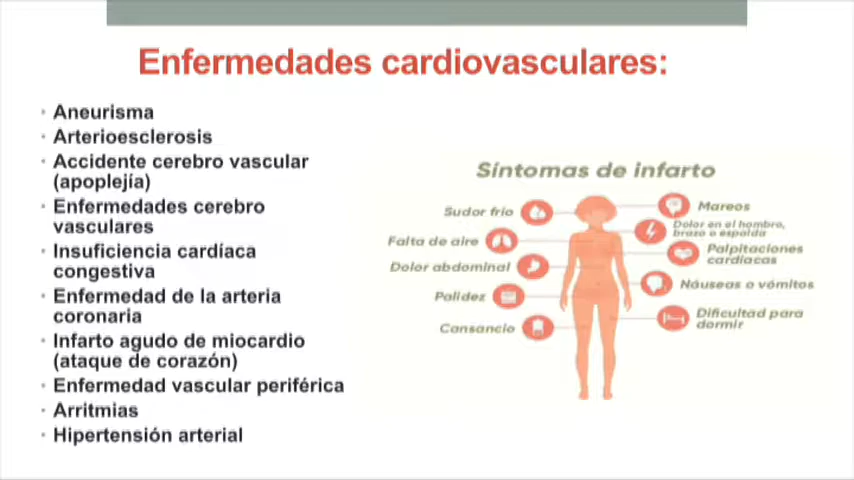 Enfermedades cardiovasculares:
Aneurisma
Arterioesclerosis
Accidente cerebro vascular
(apoplejía)
Enfermedades cerebro
vasculares
Insuficiencia cardíaca
congestiva
Enfermedad de la arteria
coronaria
Infarto agudo de miocardio
(ataque de corazón)
Enfermedad vascular periférica
Arritmias
Hipertensión arterial
Síntomas de infarto
Sudor frío
Falta de aire
Dolor abdominal
Palidez
Cansancio
Mareos
Dolor en el hombro,
brazo o espalda
Palpitaciones
cardíacas
Náuseas o vómitos
Dificultad para
dormir